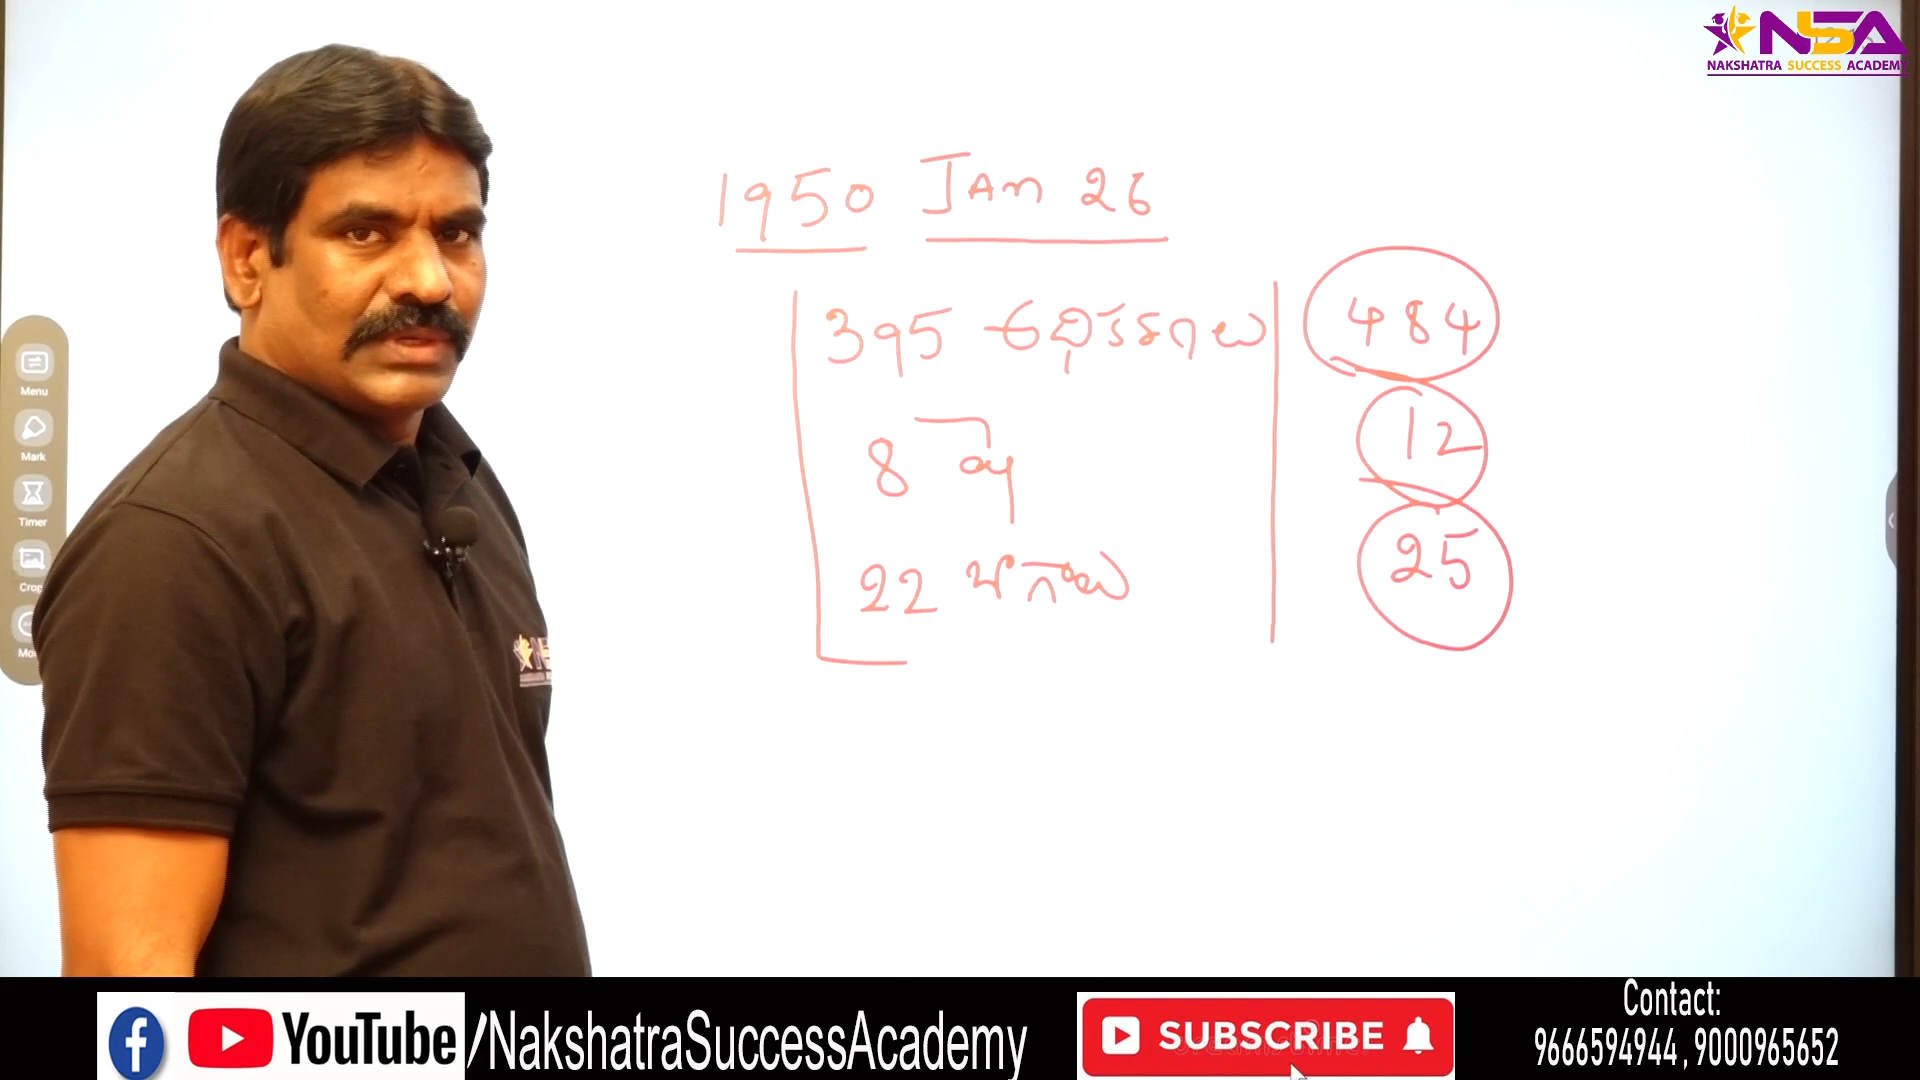 NSA
NAKSHATRA SUCCESS ACADEMY
1950 JAN 26
395 అధికరణలు 484
8 12
22 భాగాలు 25
Menu
Mark
Timer
Crop
YouTube /NakshatraSuccessAcademy
SUBSCRIBE
Contact:
9666594944, 9000965652